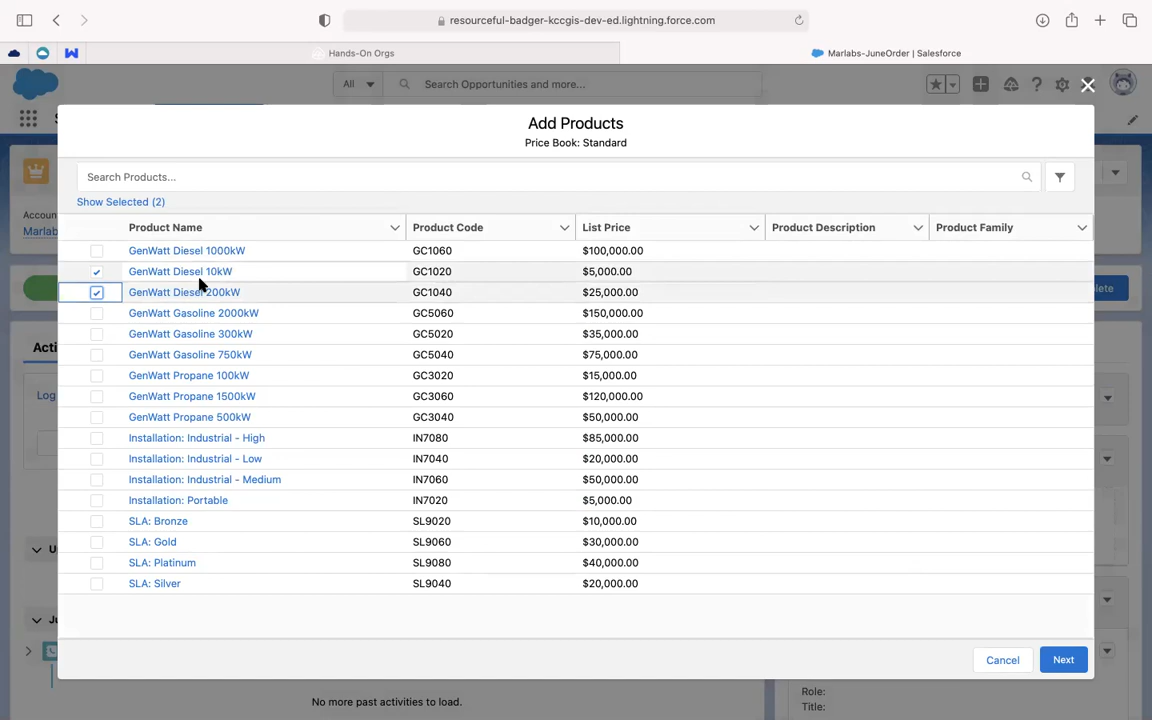 resourceful-badger-kccgis-dev-ed.lightning.force.com
Hands-On Orgs
Marlabs-JuneOrder | Salesforce
All
Search Opportunities and more...
Add Products
Price Book: Standard
Search Products...
Show Selected (2)
Product Name Product Code List Price Product Description Product Family
GenWatt Diesel 1000kW GC1060 $100,000.00
GenWatt Diesel 10kW GC1020 $5,000.00
GenWatt Diesel 200kW GC1040 $25,000.00
GenWatt Gasoline 2000kW GC5060 $150,000.00
GenWatt Gasoline 300kW GC5020 $35,000.00
GenWatt Gasoline 750kW GC5040 $75,000.00
GenWatt Propane 100kW GC3020 $15,000.00
GenWatt Propane 1500kW GC3060 $120,000.00
GenWatt Propane 500kW GC3040 $50,000.00
Installation: Industrial - High IN7080 $85,000.00
Installation: Industrial - Low IN7040 $20,000.00
Installation: Industrial - Medium IN7060 $50,000.00
Installation: Portable IN7020 $5,000.00
SLA: Bronze SL9020 $10,000.00
SLA: Gold SL9060 $30,000.00
SLA: Platinum SL9080 $40,000.00
SLA: Silver SL9040 $20,000.00
Cancel
Next
Accoun
Marlab
Acti
Log
U
Ju
lete
No more past activities to load.
Role:
Title: